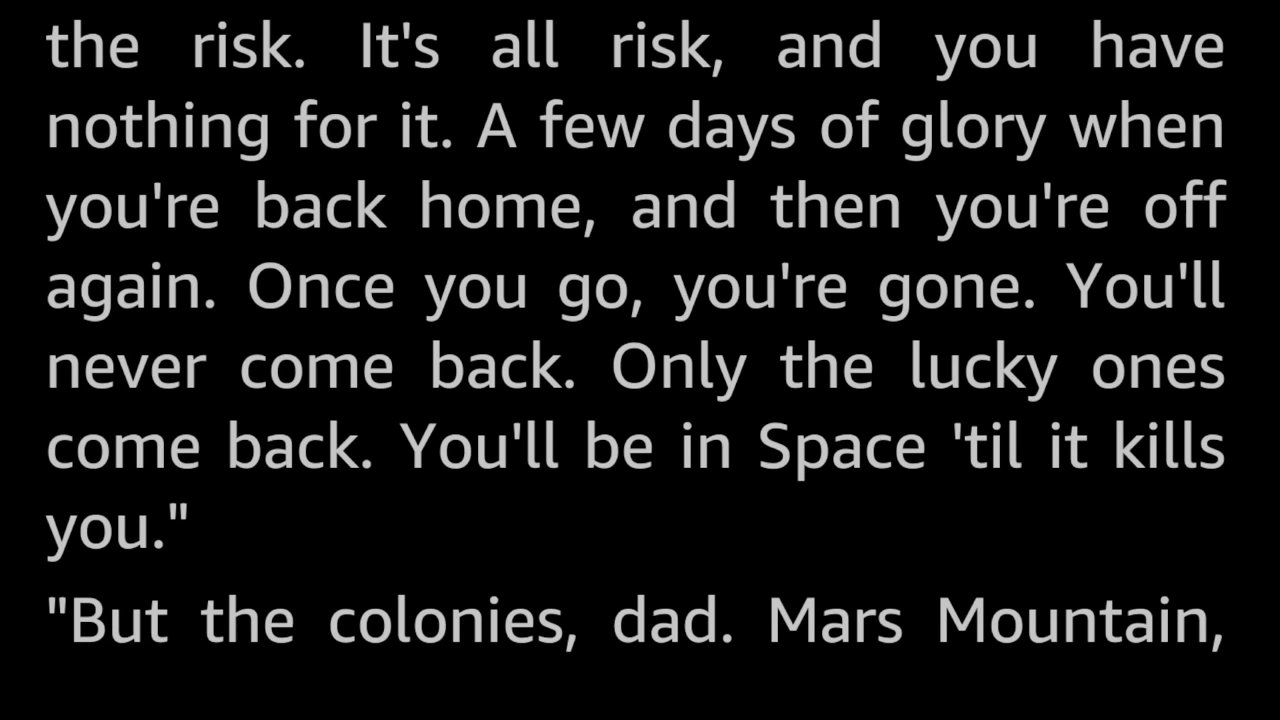 the risk. It's all risk, and you have
nothing for it. A few days of glory when
you're back home, and then you're off
again. Once you go, you're gone. You'll
never come back. Only the lucky ones
come back. You'll be in Space 'til it kills
you."
"But the colonies, dad. Mars Mountain,